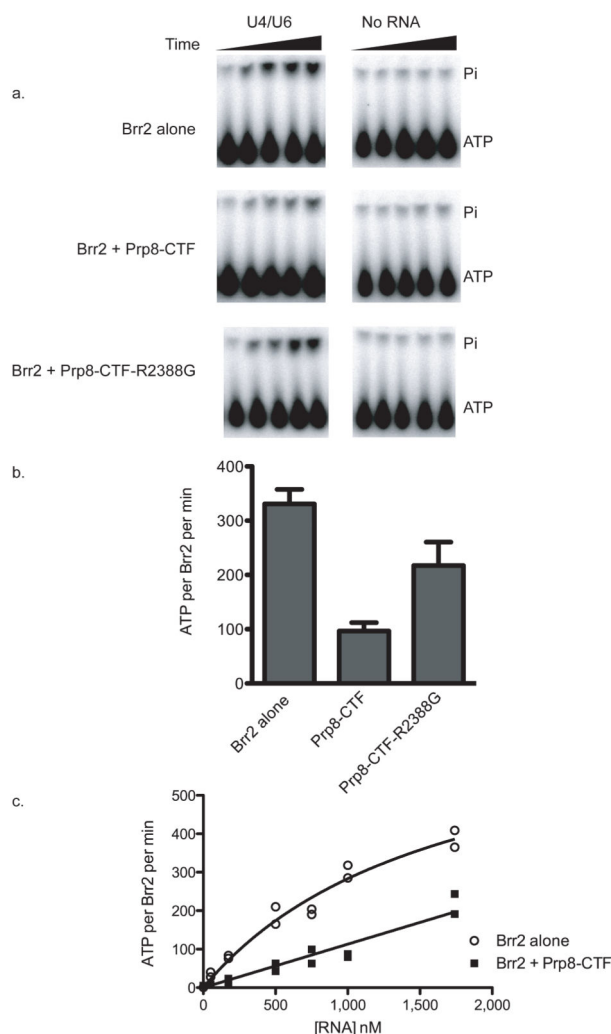 U4/U6 No RNA
Time
a.
Pi
Brr2 alone
ATP
Pi
Brr2 + Prp8-CTF
ATP
Pi
Brr2 + Prp8-CTF-R2388G
ATP
b.
ATP per Brr2 per min
400
300
200
100
0
Brr2 alone
Prp8-CTF
Prp8-CTF-R2388G
c.
ATP per Brr2 per min
500
400
300
200
100
0
0 500 1,000 1,500 2,000
[RNA] nM
Brr2 alone
Brr2 + Prp8-CTF